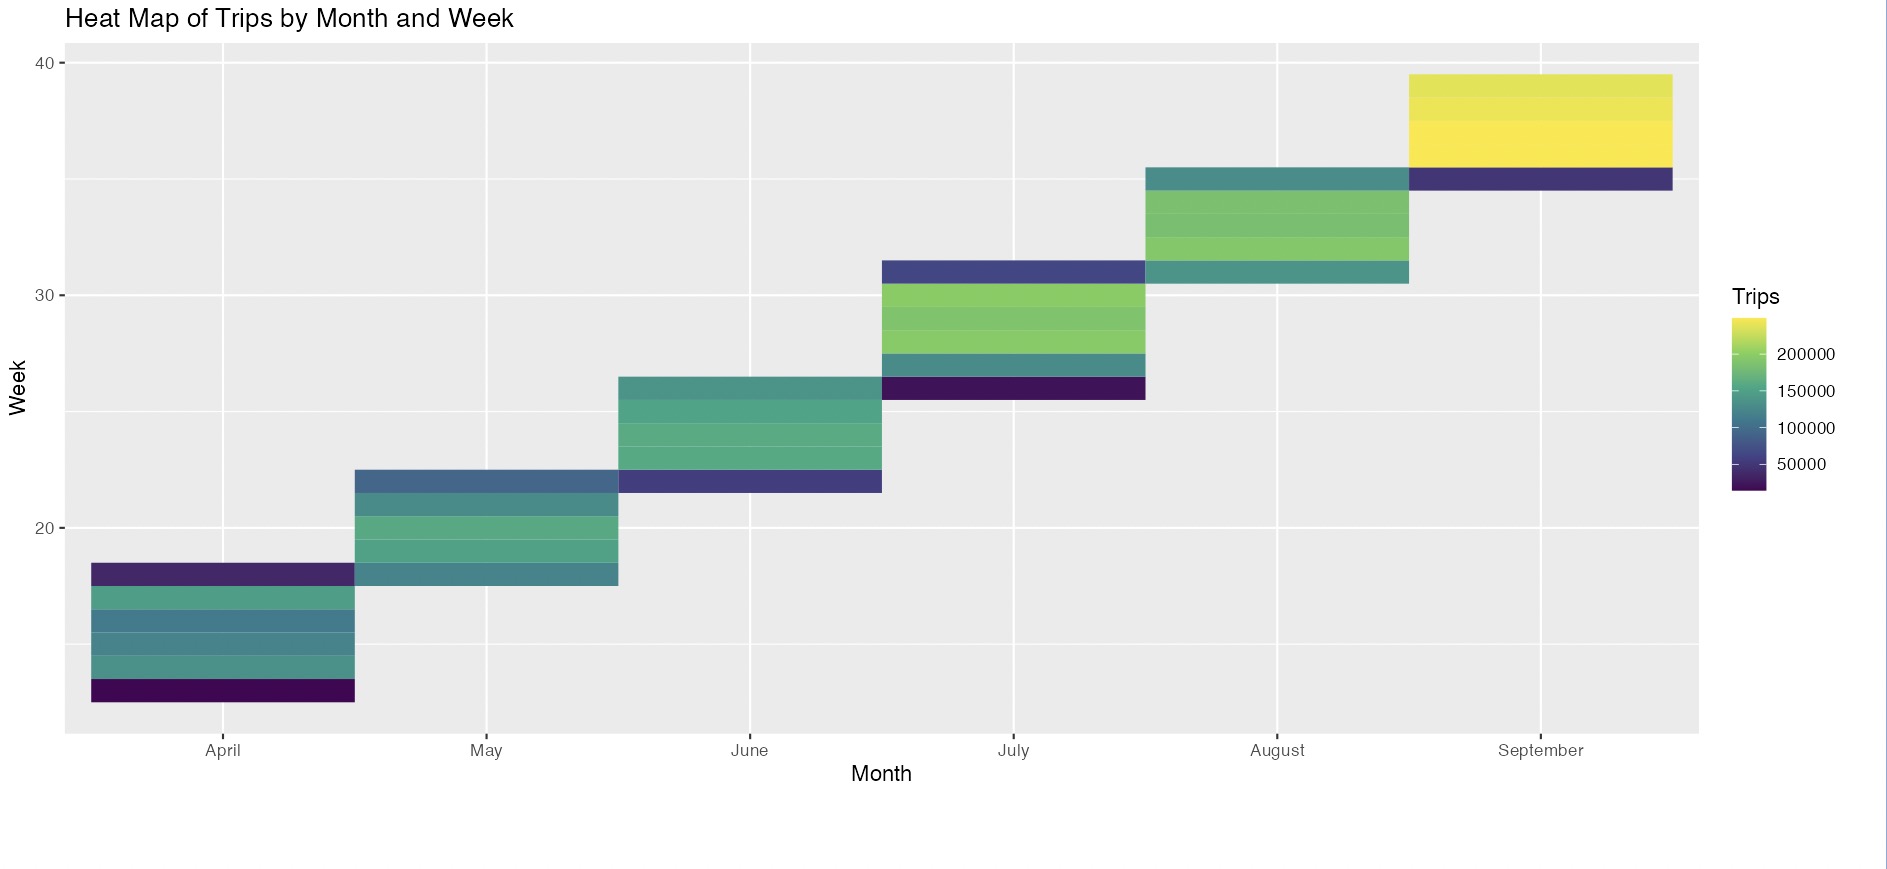 Heat Map of Trips by Month and Week
40
30
20
Week
April May June July August September
Month
Trips
200000
150000
100000
50000